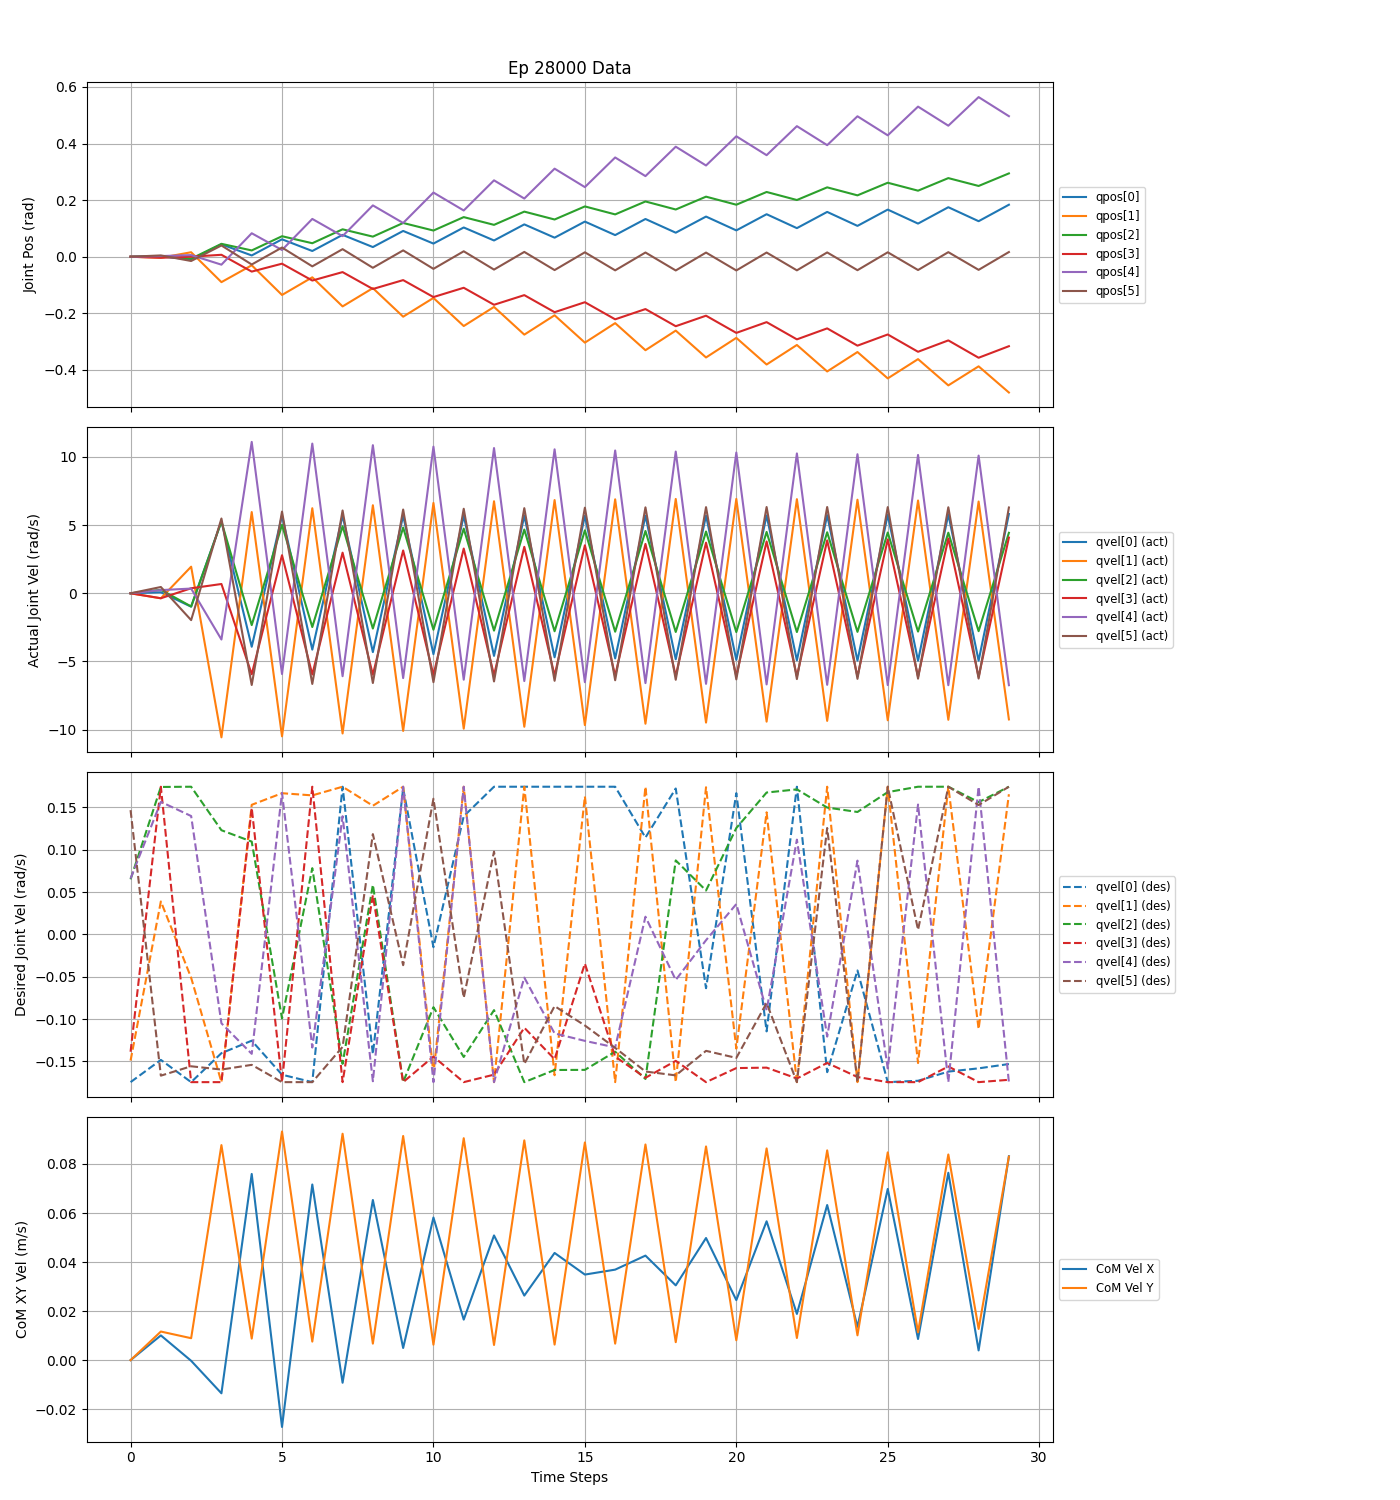 Ep 28000 Data
Joint Pos (rad)
0.6
0.4
0.2
0.0
−0.2
−0.4
qpos[0]
qpos[1]
qpos[2]
qpos[3]
qpos[4]
qpos[5]
Actual Joint Vel (rad/s)
10
5
0
−5
−10
qvel[0] (act)
qvel[1] (act)
qvel[2] (act)
qvel[3] (act)
qvel[4] (act)
qvel[5] (act)
Desired Joint Vel (rad/s)
0.15
0.10
0.05
0.00
−0.05
−0.10
−0.15
qvel[0] (des)
qvel[1] (des)
qvel[2] (des)
qvel[3] (des)
qvel[4] (des)
qvel[5] (des)
CoM XY Vel (m/s)
0.08
0.06
0.04
0.02
0.00
−0.02
CoM Vel X
CoM Vel Y
0 5 10 15 20 25 30
Time Steps